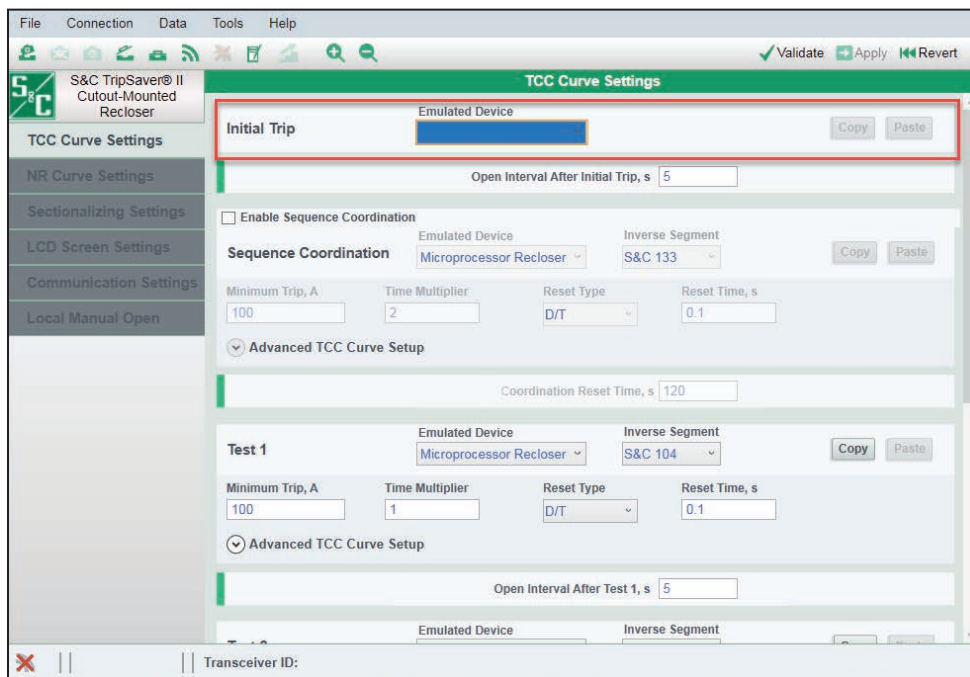 File Connection Data Tools Help
Validate Apply Revert
S&C
S&C TripSaver® II
Cutout-Mounted
Recloser
TCC Curve Settings
NR Curve Settings
Sectionalizing Settings
LCD Screen Settings
Communication Settings
Local Manual Open
TCC Curve Settings
Emulated Device
Initial Trip Copy Paste
Open Interval After Initial Trip, s 5
Enable Sequence Coordination
Emulated Device Inverse Segment
Sequence Coordination Microprocessor Recloser S&C 133 Copy Paste
Minimum Trip, A Time Multiplier Reset Type Reset Time, s
100 2 D/T 0.1
Advanced TCC Curve Setup
Coordination Reset Time, s 120
Emulated Device Inverse Segment
Test 1 Microprocessor Recloser S&C 104 Copy Paste
Minimum Trip, A Time Multiplier Reset Type Reset Time, s
100 1 D/T 0.1
Advanced TCC Curve Setup
Open Interval After Test 1, s 5
Emulated Device Inverse Segment
Transceiver ID: